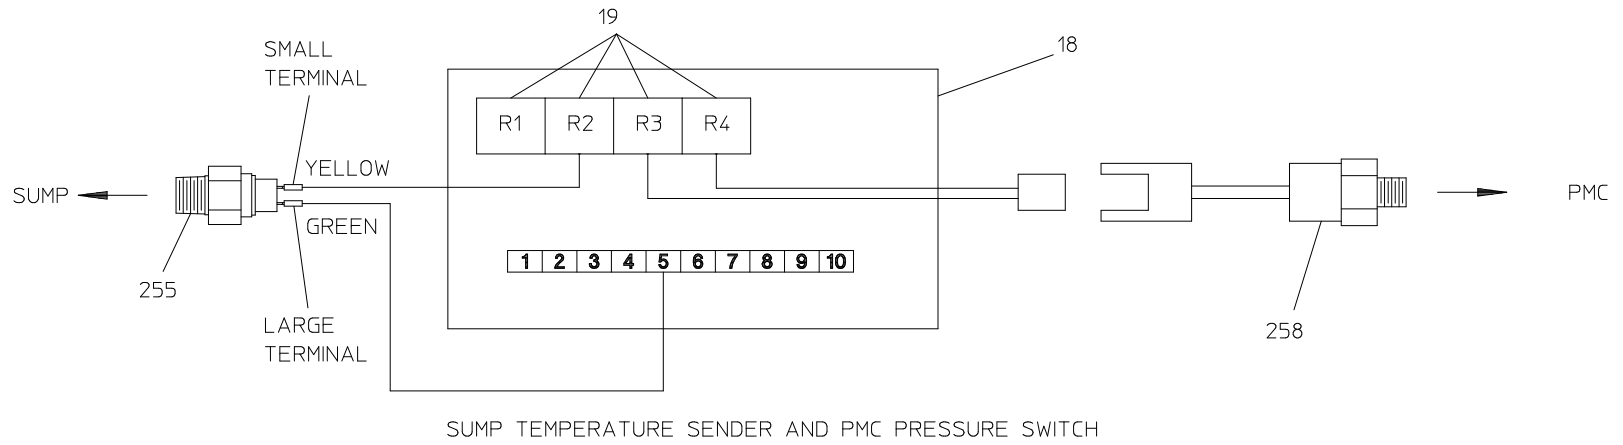 19
SMALL
TERMINAL
18
R1 R2 R3 R4
YELLOW
SUMP
PMC
GREEN
1 2 3 4 5 6 7 8 9 10
255
LARGE
TERMINAL
258
SUMP TEMPERATURE SENDER AND PMC PRESSURE SWITCH